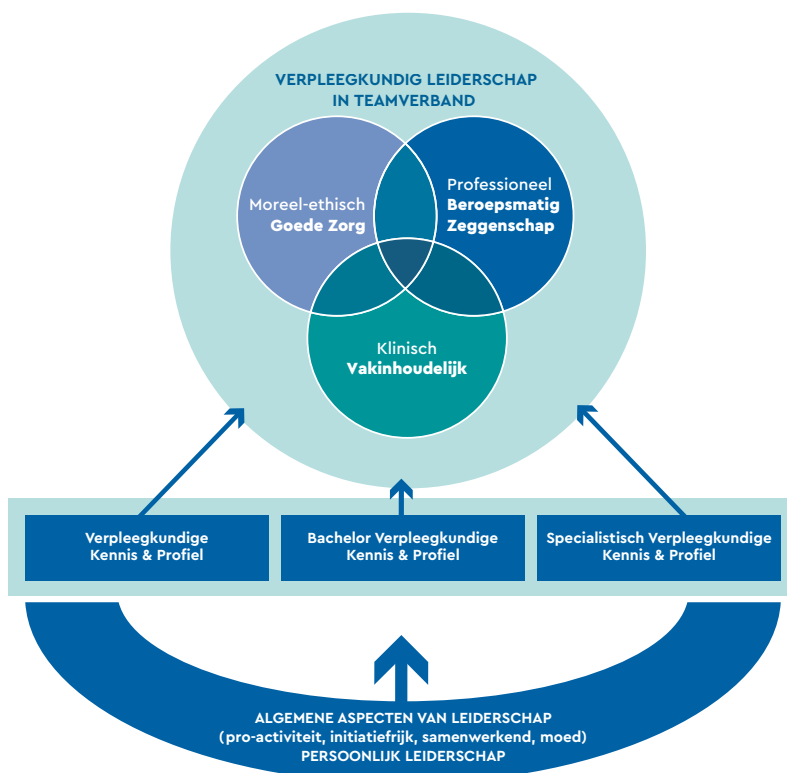 VERPLEEGKUNDIG LEIDERSCHAP
IN TEAMVERBAND
Moreel-ethisch
Goede Zorg
Professioneel
Beroepsmatig
Zeggenschap
Klinisch
Vakinhoudelijk
Verpleegkundige
Kennis & Profiel
Bachelor Verpleegkundige
Kennis & Profiel
Specialistisch Verpleegkundige
Kennis & Profiel
ALGEMENE ASPECTEN VAN LEIDERSCHAP
(pro-activiteit, initiatiefrijk, samenwerkend, moed)
PERSOONLIJK LEIDERSCHAP